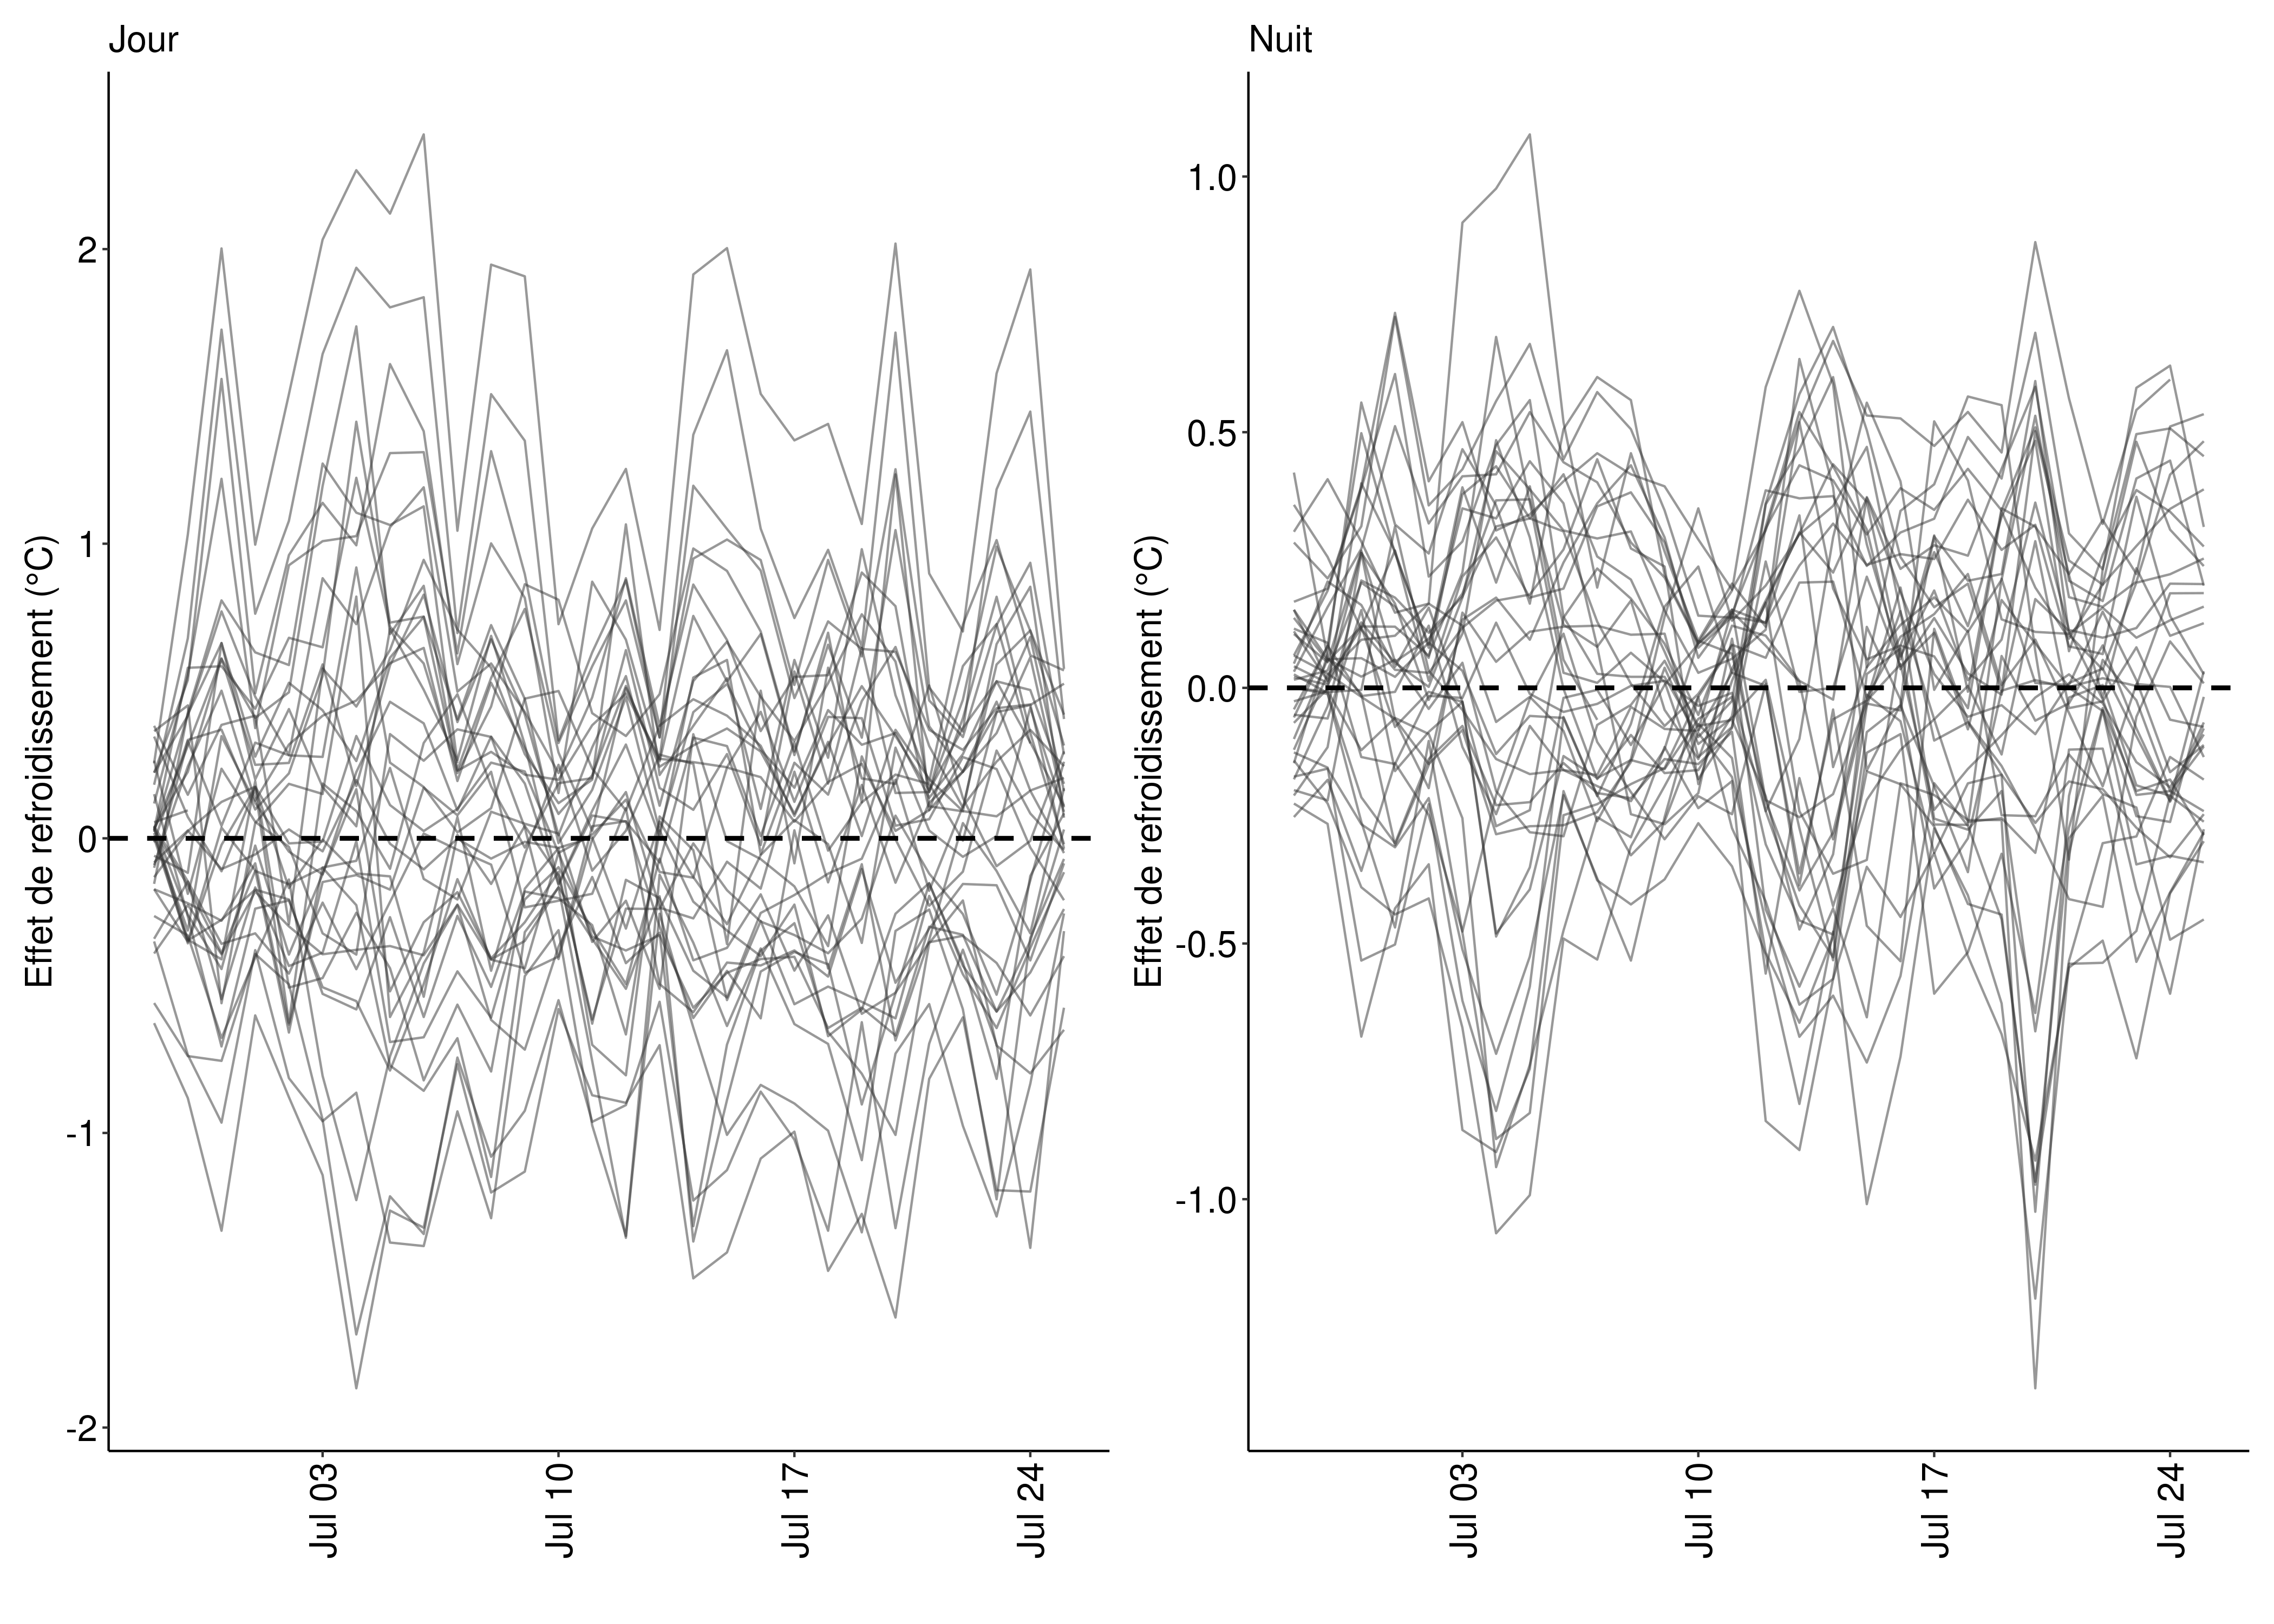 Jour
Effet de refroidissement (°C)
2
1
0
-1
-2
Jul 03
Jul 10
Jul 17
Jul 24
Nuit
Effet de refroidissement (°C)
1.0
0.5
0.0
-0.5
-1.0
Jul 03
Jul 10
Jul 17
Jul 24